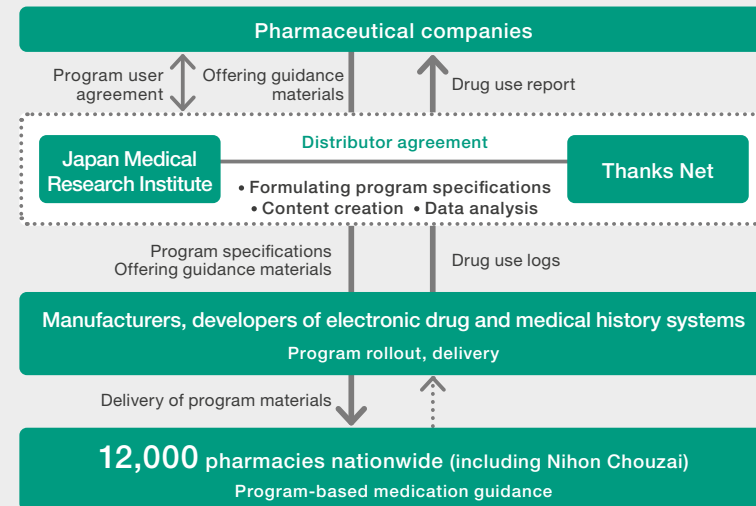 Pharmaceutical companies
Program user
agreement
Offering guidance
materials
Drug use report
Japan Medical
Research Institute
Distributor agreement
Thanks Net
• Formulating program specifications
• Content creation • Data analysis
Program specifications
Offering guidance materials
Drug use logs
Manufacturers, developers of electronic drug and medical history systems
Program rollout, delivery
Delivery of program materials
12,000 pharmacies nationwide (including Nihon Chouzai)
Program-based medication guidance